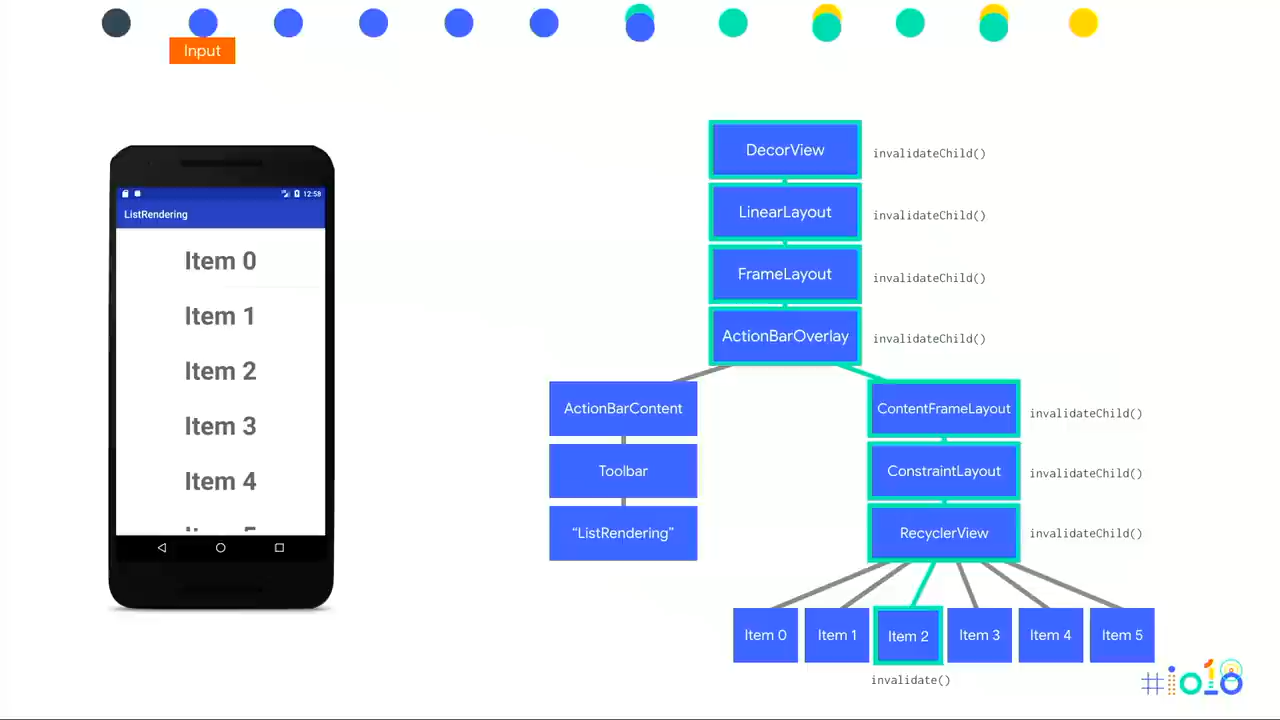 Input
DecorView
invalidateChild()
LinearLayout
invalidateChild()
FrameLayout
invalidateChild()
ActionBarOverlay
invalidateChild()
12:58
ListRendering
Item 0
Item 1
Item 2
Item 3
Item 4
ActionBarContent
Toolbar
“ListRendering”
ContentFrameLayout
invalidateChild()
ConstraintLayout
invalidateChild()
RecyclerView
invalidateChild()
Item 0
Item 1
Item 2
Item 3
Item 4
Item 5
invalidate()
#io18